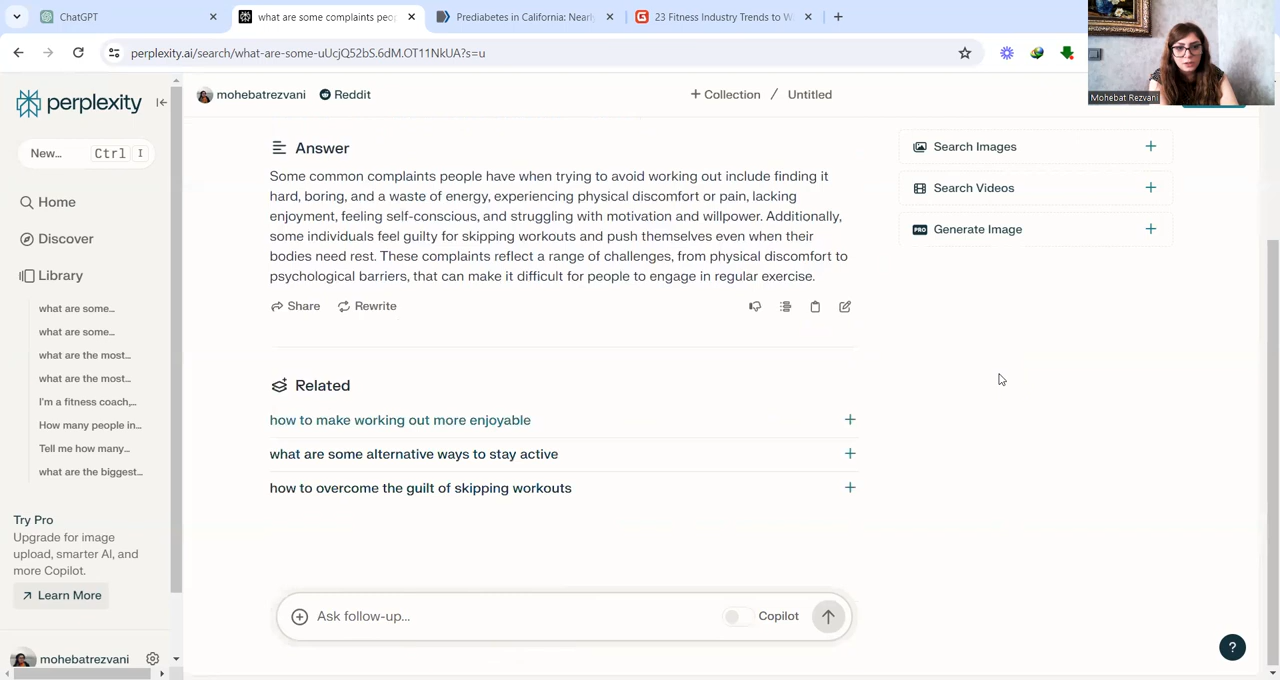 ChatGPT
what are some complaints peo
Prediabetes in California: Nearly
23 Fitness Industry Trends to W
perplexity.ai/search/what-are-some-uUcjQ52bS.6dM.OT11NkUA?s=u
Mohebat Rezvani
perplexity
mohebatrezvani
Reddit
Collection / Untitled
New...
Ctrl I
Home
Discover
Library
what are some...
what are some...
what are the most...
what are the most...
I'm a fitness coach,...
How many people in...
Tell me how many...
what are the biggest...
Try Pro
Upgrade for image
upload, smarter AI, and
more Copilot.
Learn More
mohebatrezvani
Answer
Some common complaints people have when trying to avoid working out include finding it
hard, boring, and a waste of energy, experiencing physical discomfort or pain, lacking
enjoyment, feeling self-conscious, and struggling with motivation and willpower. Additionally,
some individuals feel guilty for skipping workouts and push themselves even when their
bodies need rest. These complaints reflect a range of challenges, from physical discomfort to
psychological barriers, that can make it difficult for people to engage in regular exercise.
Share
Rewrite
Related
how to make working out more enjoyable
what are some alternative ways to stay active
how to overcome the guilt of skipping workouts
Ask follow-up...
Copilot
Search Images
Search Videos
PRO
Generate Image
?